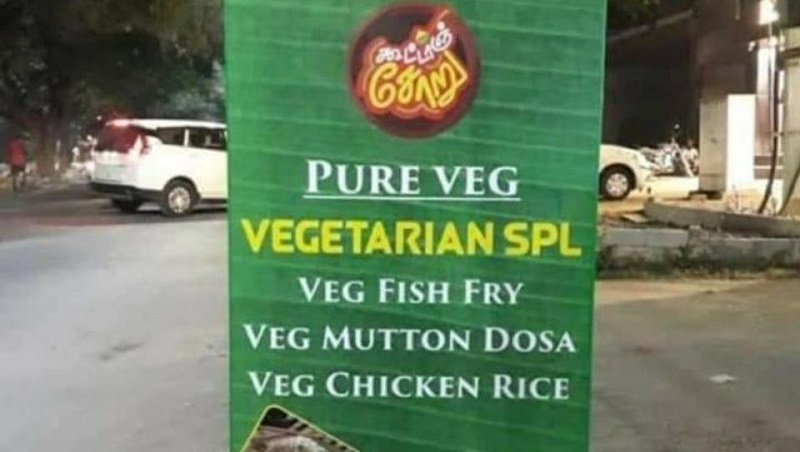 கூட்டாஞ்
சோறு
PURE VEG
VEGETARIAN SPL
VEG FISH FRY
VEG MUTTON DOSA
VEG CHICKEN RICE